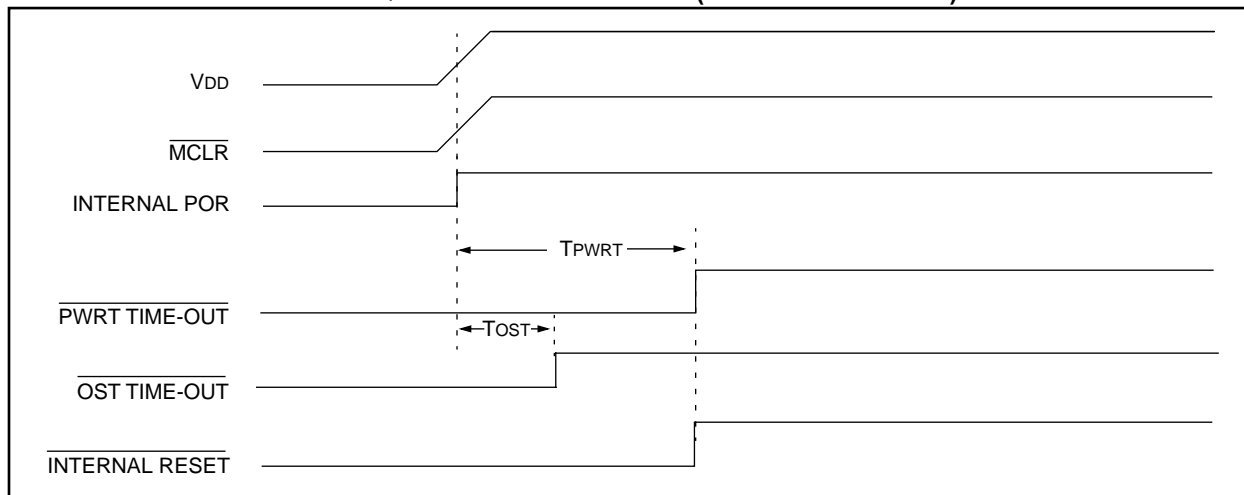 VDD
MCLR
INTERNAL POR
TPWRT
PWRT TIME-OUT
TOST
OST TIME-OUT
INTERNAL RESET